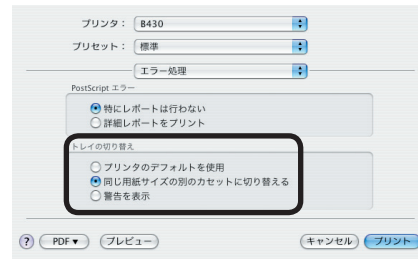 プリンタ： B430
プリセット： 標準
エラー処理
PostScript エラー
特にレポートは行わない
詳細レポートをプリント
トレイの切り替え
プリンタのデフォルトを使用
同じ用紙サイズの別のカセットに切り替える
警告を表示
? PDF▼ プレビュー キャンセル プリント